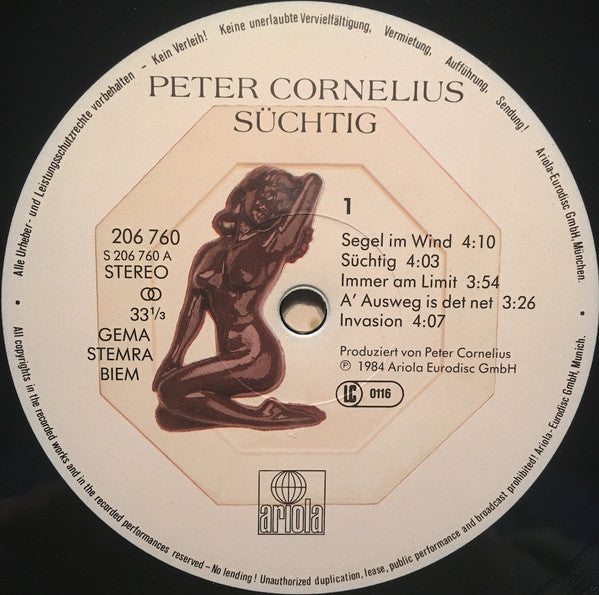 Alle Urheber- und Leistungsschutzrechte vorbehalten - Kein Verleih! Keine unerlaubte Vervielfältigung, Vermietung, Aufführung, Sendung! Ariola-Eurodisc GmbH, München.
PETER CORNELIUS
SÜCHTIG
206 760
S 206 760 A
STEREO
33 1/3
GEMA
STEMRA
BIEM
1
Segel im Wind 4:10
Süchtig 4:03
Immer am Limit 3:54
A' Ausweg is det net 3:26
Invasion 4:07
Produziert von Peter Cornelius
Ⓟ 1984 Ariola Eurodisc GmbH
LC 0116
ariola
All copyrights in the recorded works and in the recorded performances reserved - No lending! Unauthorized duplication, lease, public performance and broadcast prohibited! Ariola-Eurodisc GmbH, Munich.